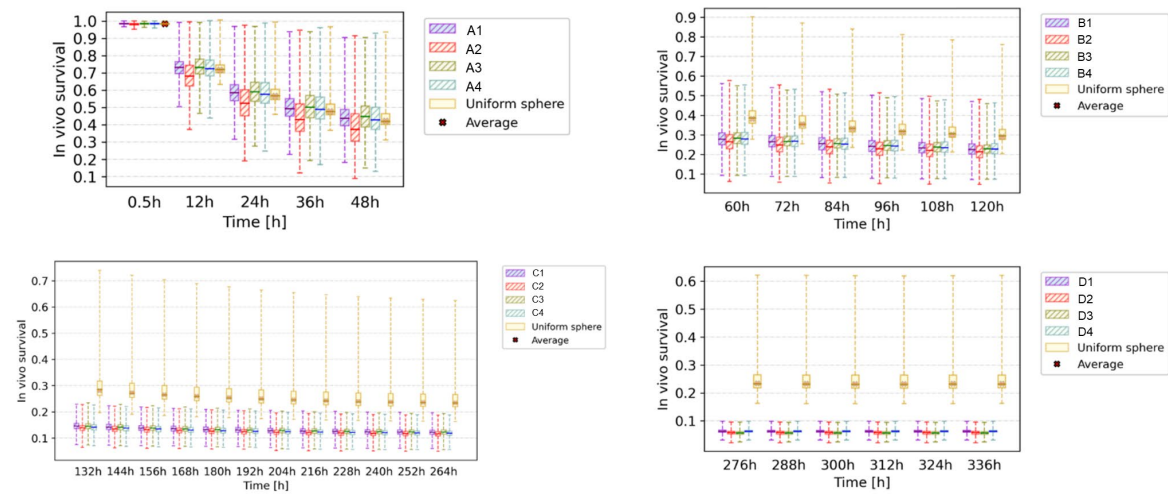 In vivo survival
1.0
0.9
0.8
0.7
0.6
0.5
0.4
0.3
0.2
0.1
0.5h 12h 24h 36h 48h
Time [h]
A1
A2
A3
A4
Uniform sphere
Average
In vivo survival
0.9
0.8
0.7
0.6
0.5
0.4
0.3
0.2
0.1
60h 72h 84h 96h 108h 120h
Time [h]
B1
B2
B3
B4
Uniform sphere
Average
In vivo survival
0.7
0.6
0.5
0.4
0.3
0.2
0.1
132h 144h 156h 168h 180h 192h 204h 216h 228h 240h 252h 264h
Time [h]
C1
C2
C3
C4
Uniform sphere
Average
In vivo survival
0.6
0.5
0.4
0.3
0.2
0.1
276h 288h 300h 312h 324h 336h
Time [h]
D1
D2
D3
D4
Uniform sphere
Average